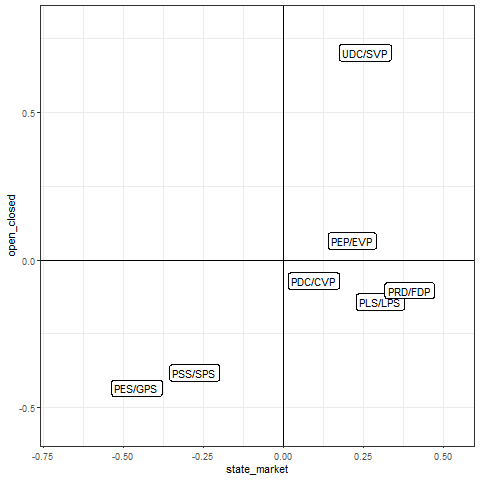 UDC/SVP
0.5
PEP/EVP
open_closed
0.0
PDC/CVP
PRD/FDP
PLS/LPS
PSS/SPS
PES/GPS
-0.5
-0.75 -0.50 -0.25 0.00 0.25 0.50
state_market